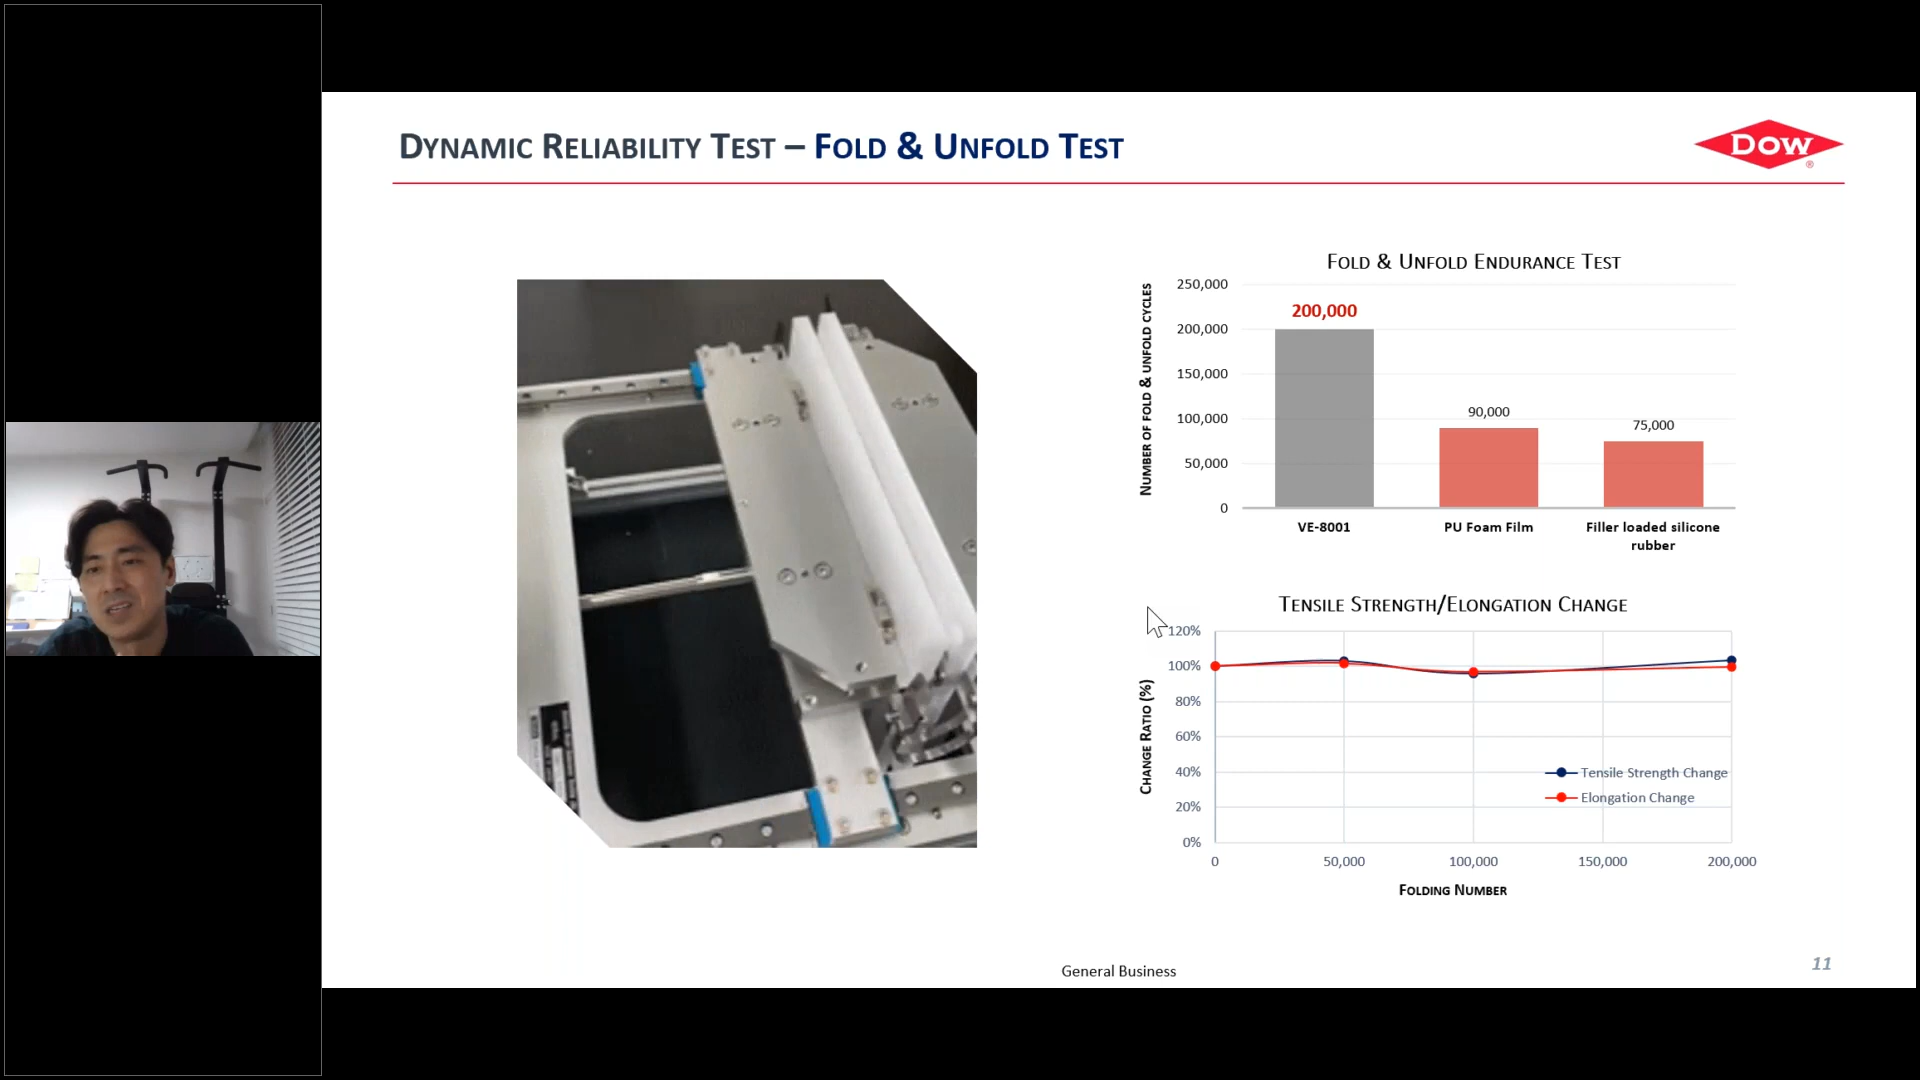 Dynamic Reliability Test – Fold & Unfold Test
DOW
®
Fold & Unfold Endurance Test
Number of fold & unfold cycles
250,000
200,000
150,000
100,000
50,000
0
200,000
90,000
75,000
VE-8001
PU Foam Film
Filler loaded silicone
rubber
Tensile Strength/Elongation Change
Change Ratio (%)
120%
100%
80%
60%
40%
20%
0%
Tensile Strength Change
Elongation Change
0
50,000
100,000
150,000
200,000
Folding Number
General Business
11